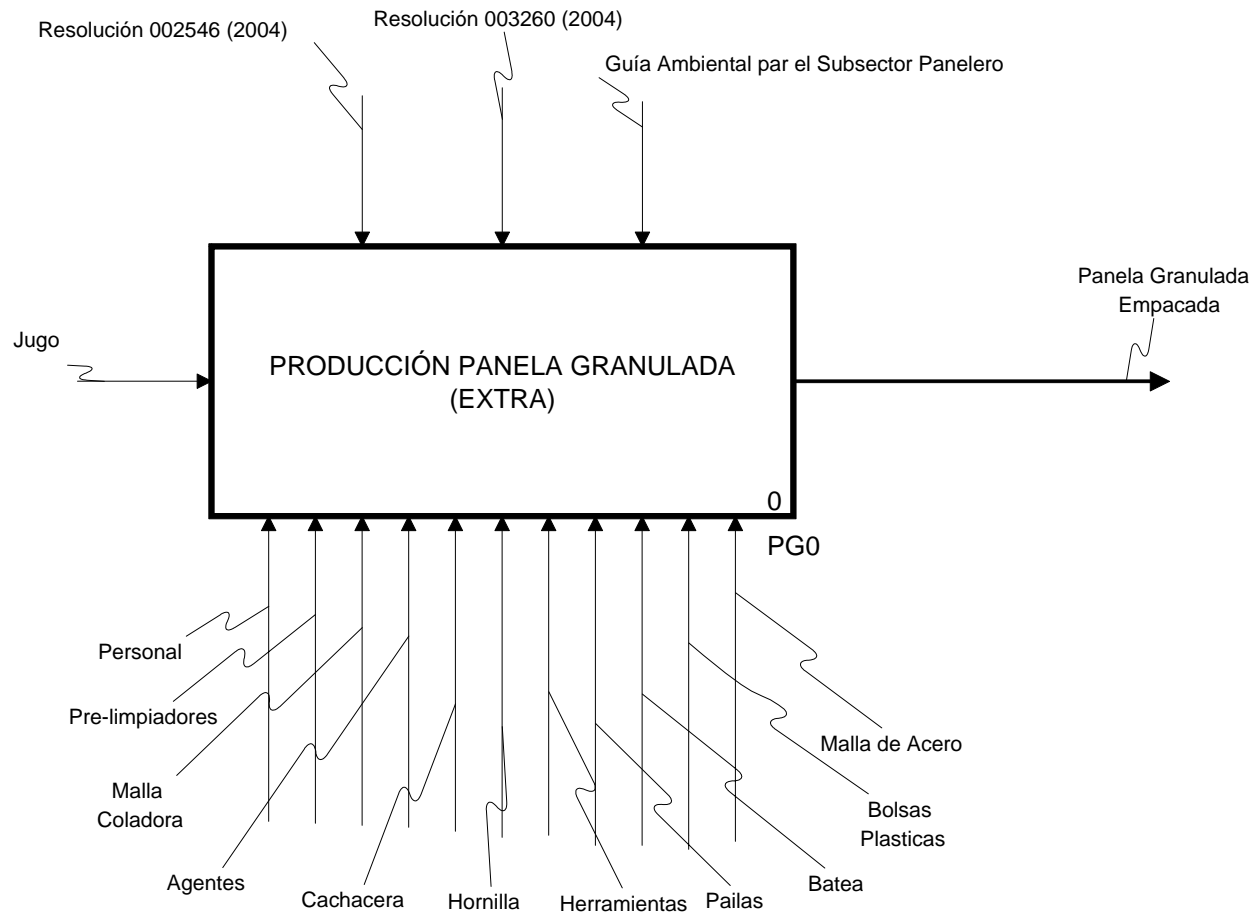 Resolución 002546 (2004)
Resolución 003260 (2004)
Guía Ambiental par el Subsector Panelero
Jugo
PRODUCCIÓN PANELA GRANULADA
(EXTRA)
Panela Granulada
Empacada
0
PG0
Personal
Pre-limpiadores
Malla
Coladora
Agentes
Cachacera
Hornilla
Herramientas
Pailas
Batea
Bolsas
Plasticas
Malla de Acero